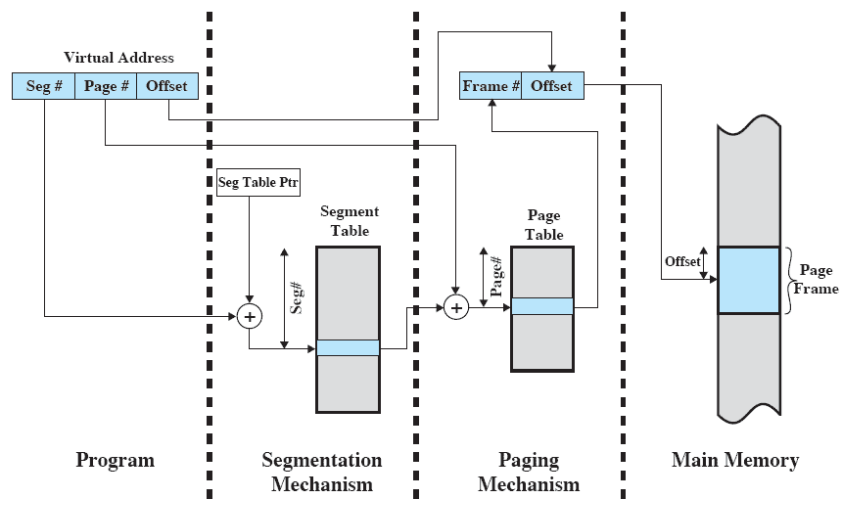 Virtual Address
Seg # Page # Offset
Frame # Offset
Seg Table Ptr
Segment
Table
Page
Table
Seg#
Page#
+
+
Offset
Page
Frame
Program
Segmentation
Mechanism
Paging
Mechanism
Main Memory